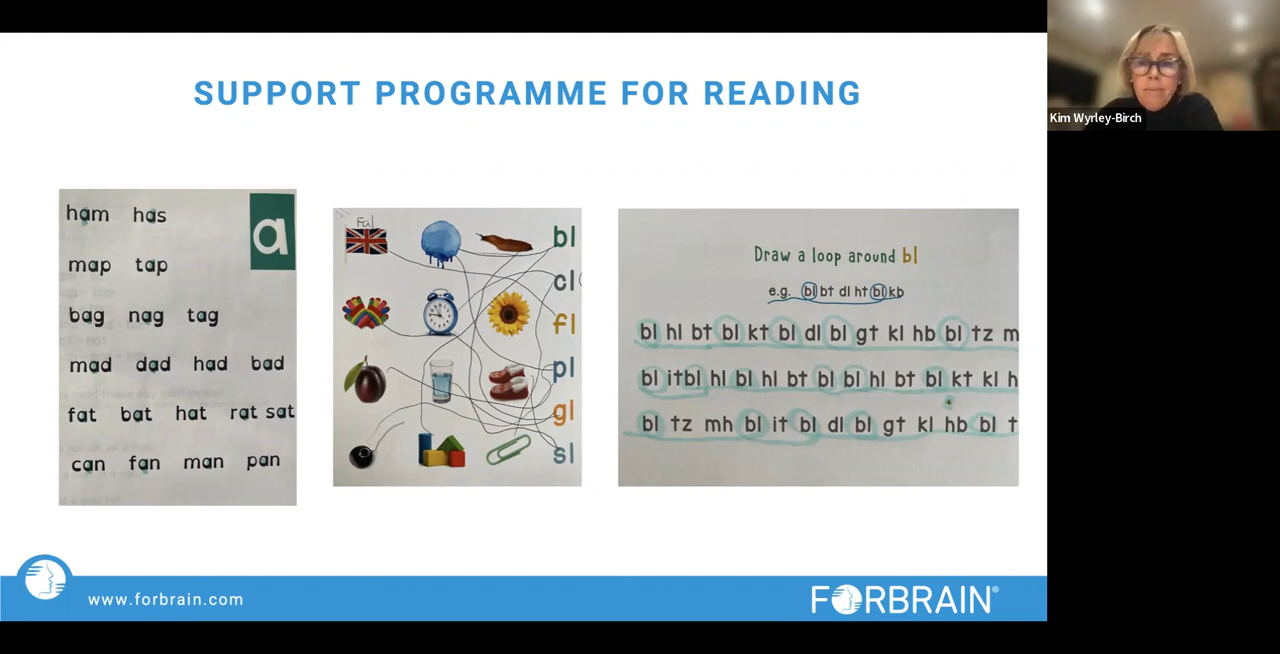 SUPPORT PROGRAMME FOR READING
Kim Wyrley-Birch
a
ham has
map tap
bag nag tag
mad dad had bad
fat bat hat rat sat
can fan man pan
bl
cl
fl
pl
gl
sl
Draw a loop around bl
e.g. bl bt dl ht bl kb
bl hl bt bl kt bl dl bl gt kl hb bl tz m
bl it bl hl bl hl bt bl bl hl bt bl kt kl h
bl tz mh bl it bl dl bl gt kl hb bl t
www.forbrain.com
FORBRAIN®